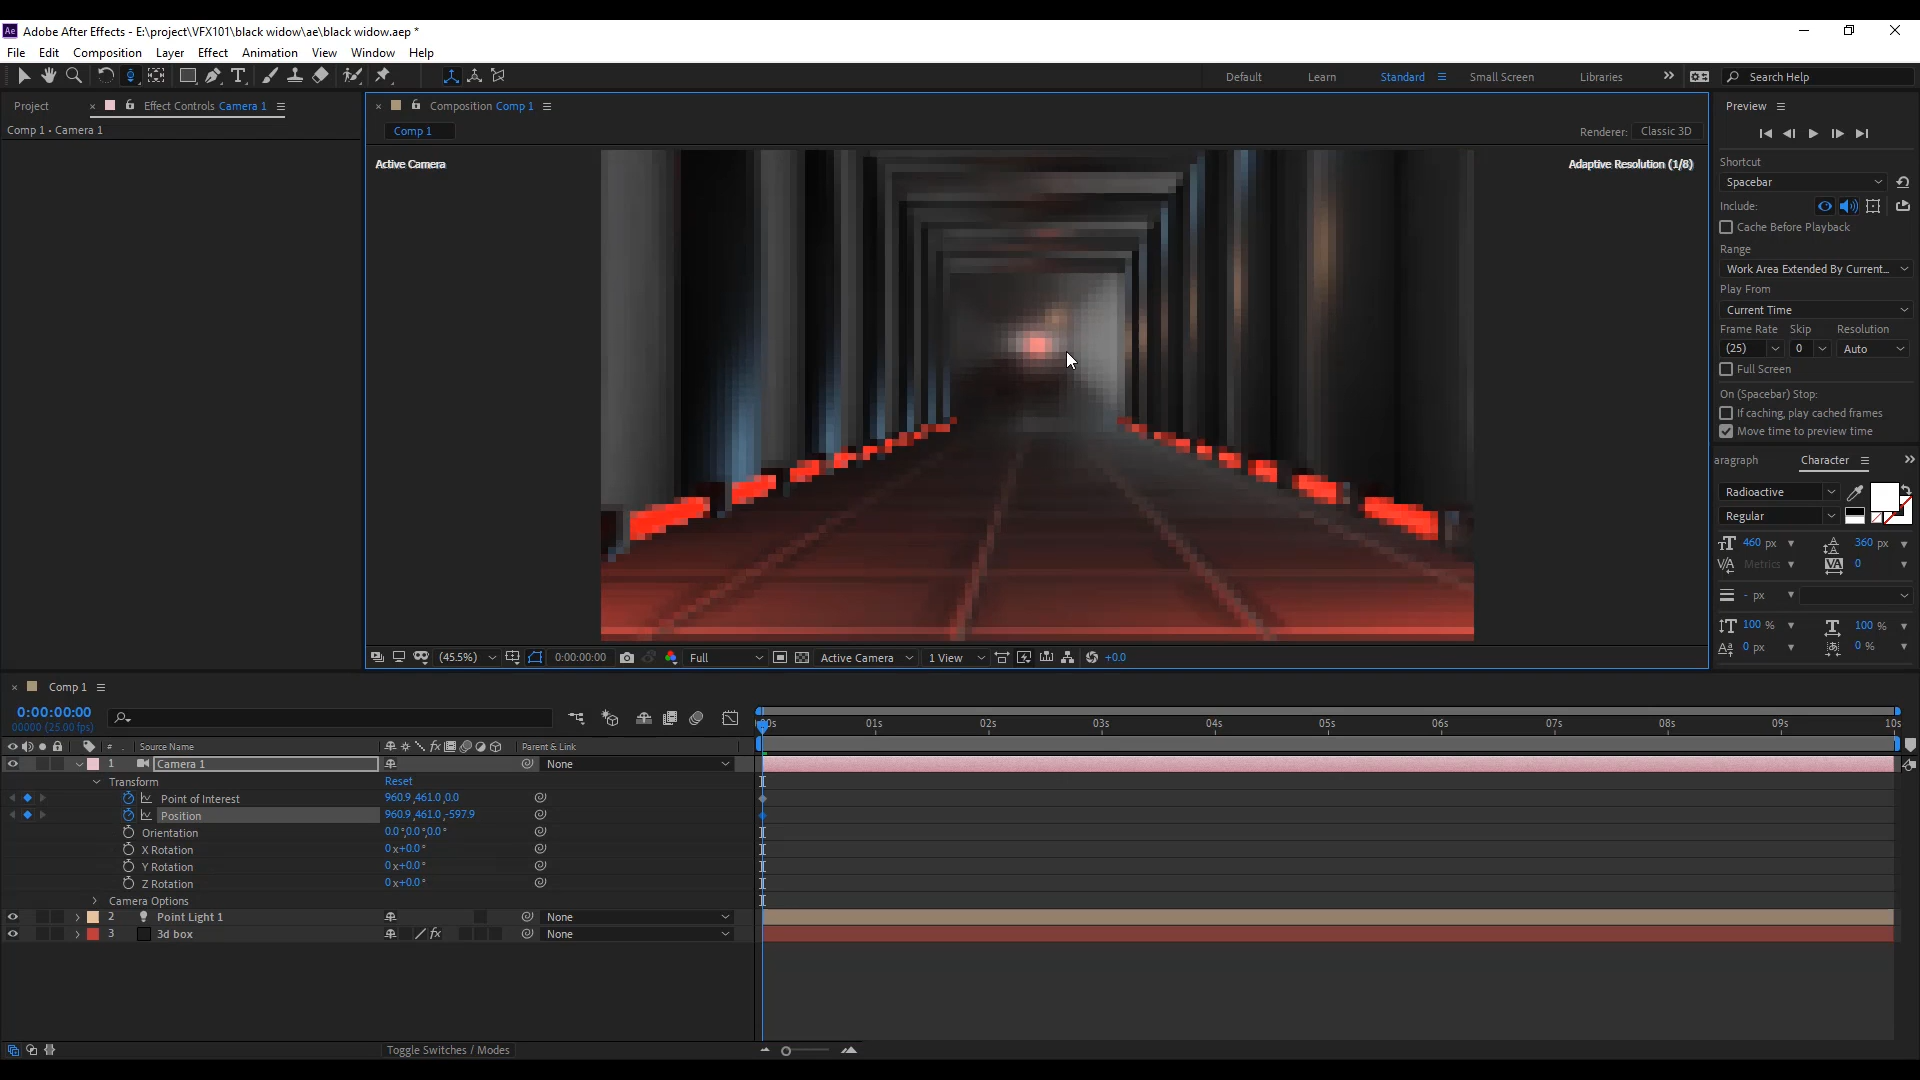 Adobe After Effects - E:\project\VFX101\black widow\ae\black widow.aep *
File Edit Composition Layer Effect Animation View Window Help
Default Learn Standard Small Screen Libraries Search Help
Project Effect Controls Camera 1
Comp 1 • Camera 1
Composition Comp 1
Comp 1
Renderer: Classic 3D
Active Camera
Adaptive Resolution (1/8)
(45.5%) 0:00:00:00 Full Active Camera 1 View +0.0
Preview
Shortcut
Spacebar
Include:
Cache Before Playback
Range
Work Area Extended By Current...
Play From
Current Time
Frame Rate Skip Resolution
(25) 0 Auto
Full Screen
On (Spacebar) Stop:
If caching, play cached frames
Move time to preview time
aragraph Character
Radioactive
Regular
460 px 360 px
Metrics 0
- px
100 % 100 %
0 px 0 %
Comp 1
0:00:00:00
00000 (25.00 fps)
00s 01s 02s 03s 04s 05s 06s 07s 08s 09s 10s
# . Source Name Parent & Link
1 Camera 1 None
Transform Reset
Point of Interest 960.9,461.0,0.0
Position 960.9,461.0,-597.9
Orientation 0.0°,0.0°,0.0°
X Rotation 0x+0.0°
Y Rotation 0x+0.0°
Z Rotation 0x+0.0°
Camera Options
2 Point Light 1 None
3 3d box None
Toggle Switches / Modes